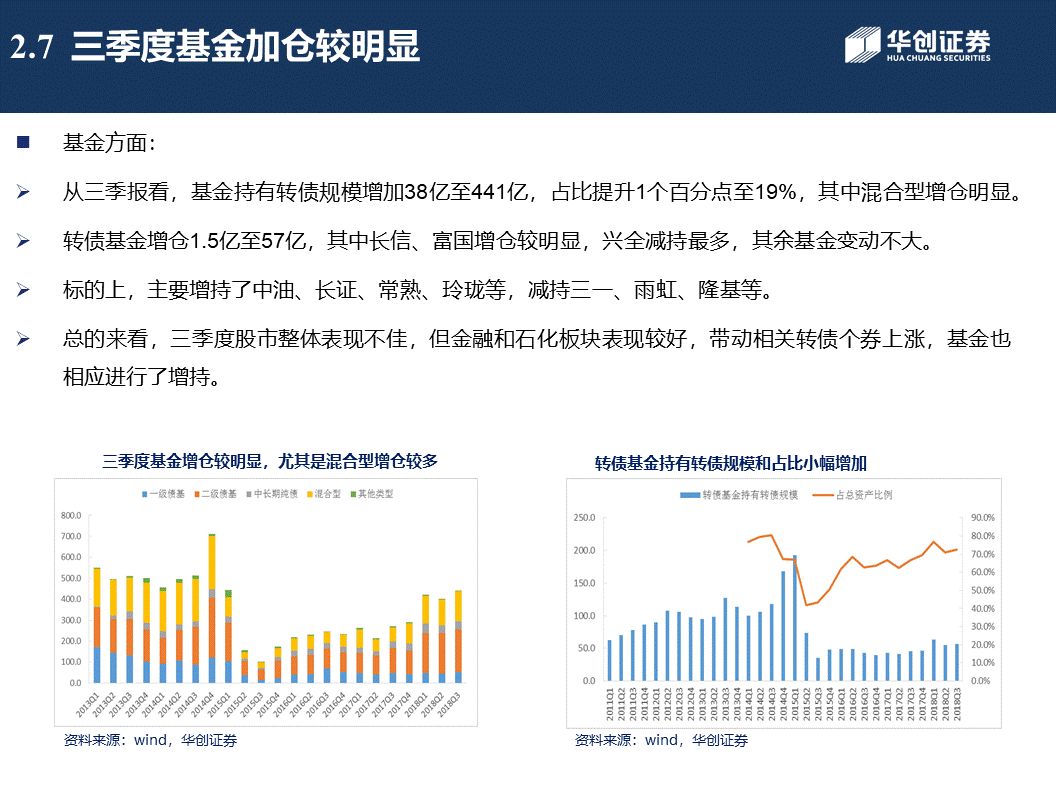 2.7 三季度基金加仓较明显
华创证券
HUA CHUANG SECURITIES
基金方面：
从三季报看，基金持有转债规模增加38亿至441亿，占比提升1个百分点至19%，其中混合型增仓明显。
转债基金增仓1.5亿至57亿，其中长信、富国增仓较明显，兴全减持最多，其余基金变动不大。
标的上，主要增持了中油、长证、常熟、玲珑等，减持三一、雨虹、隆基等。
总的来看，三季度股市整体表现不佳，但金融和石化板块表现较好，带动相关转债个券上涨，基金也
相应进行了增持。
三季度基金增仓较明显，尤其是混合型增仓较多
一级债基 二级债基 中长期纯债 混合型 其他类型
800.0
700.0
600.0
500.0
400.0
300.0
200.0
100.0
0.0
2013Q1 2013Q2 2013Q3 2013Q4 2014Q1 2014Q2 2014Q3 2014Q4 2015Q1 2015Q2 2015Q3 2015Q4 2016Q1 2016Q2 2016Q3 2016Q4 2017Q1 2017Q2 2017Q3 2017Q4 2018Q1 2018Q2 2018Q3
资料来源：wind，华创证券
转债基金持有转债规模和占比小幅增加
转债基金持有转债规模 占总资产比例
250.0
200.0
150.0
100.0
50.0
0.0
90.0%
80.0%
70.0%
60.0%
50.0%
40.0%
30.0%
20.0%
10.0%
0.0%
2011Q1 2011Q2 2011Q3 2011Q4 2012Q1 2012Q2 2012Q3 2012Q4 2013Q1 2013Q2 2013Q3 2013Q4 2014Q1 2014Q2 2014Q3 2014Q4 2015Q1 2015Q2 2015Q3 2015Q4 2016Q1 2016Q2 2016Q3 2016Q4 2017Q1 2017Q2 2017Q3 2017Q4 2018Q1 2018Q2 2018Q3
资料来源：wind，华创证券